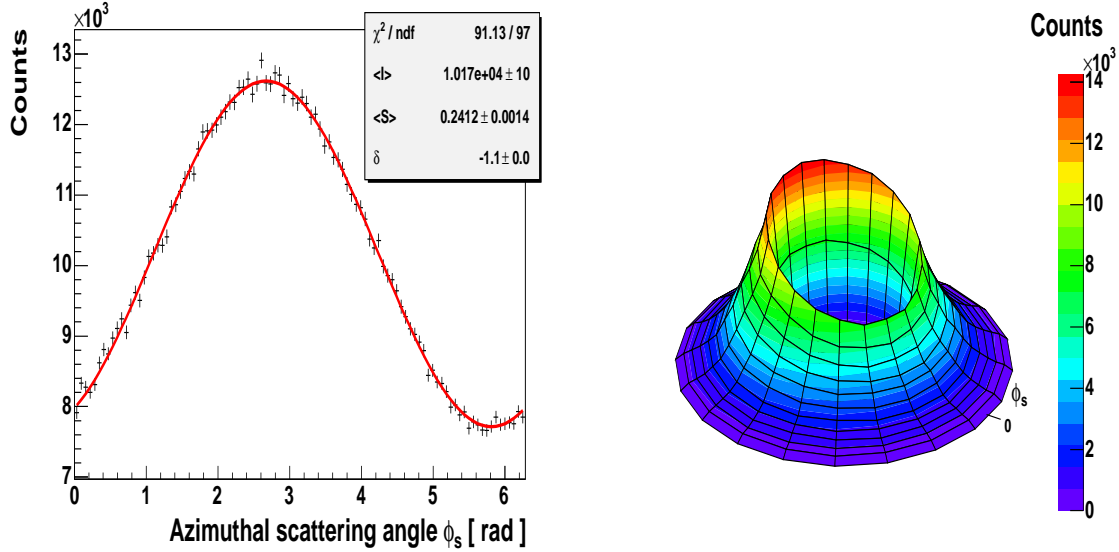 ×10³
Counts
13
12
11
10
9
8
7
0 1 2 3 4 5 6
Azimuthal scattering angle ϕs [ rad ]
χ² / ndf 91.13 / 97
<I> 1.017e+04 ± 10
<S> 0.2412 ± 0.0014
δ -1.1 ± 0.0
Counts
×10³
14
12
10
8
6
4
2
0
ϕs
0